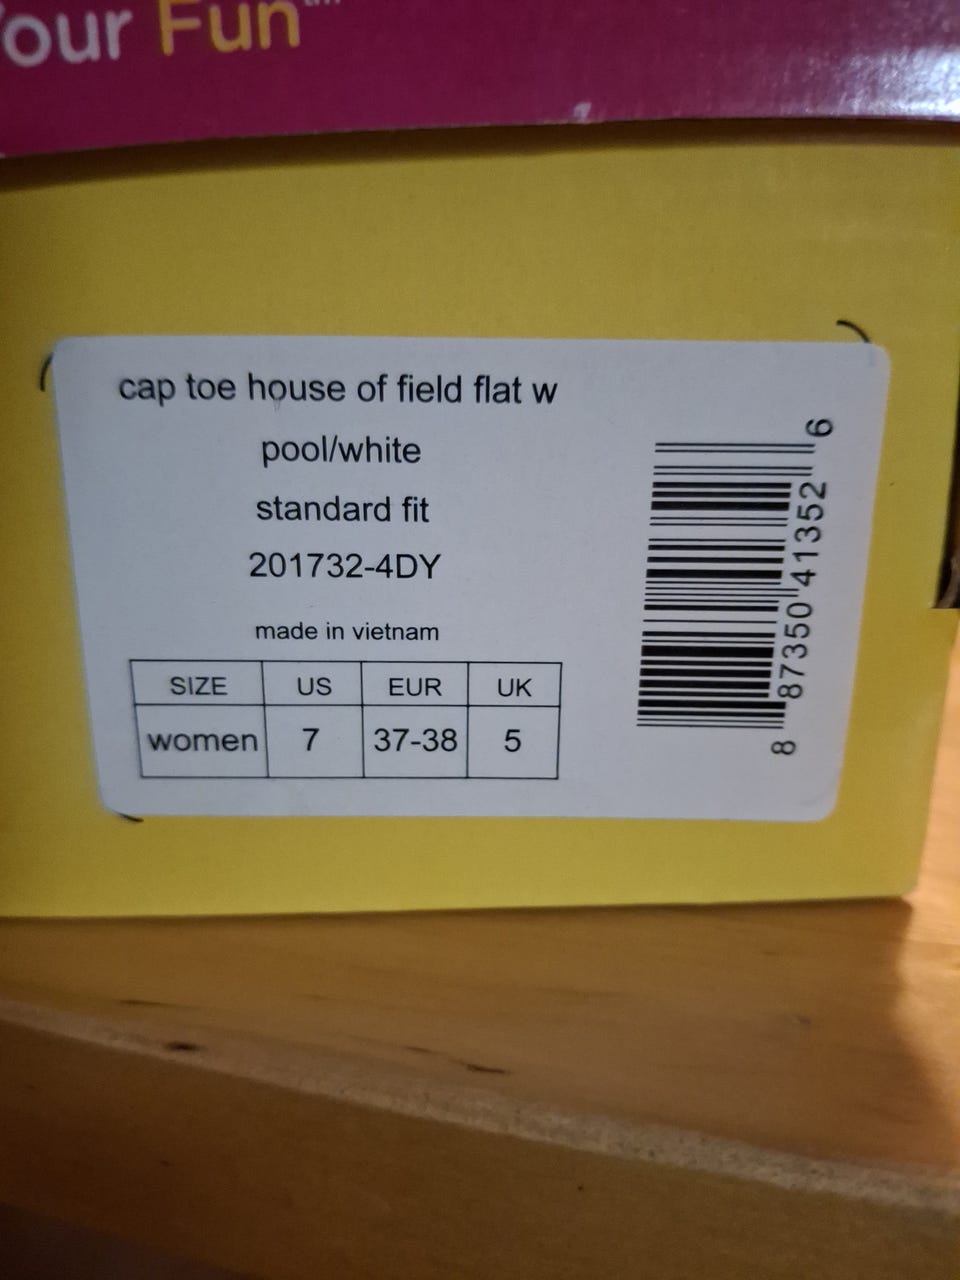 our Fun™
cap toe house of field flat w
pool/white
standard fit
201732-4DY
made in vietnam
SIZE US EUR UK
women 7 37-38 5
8 87350 41352 6